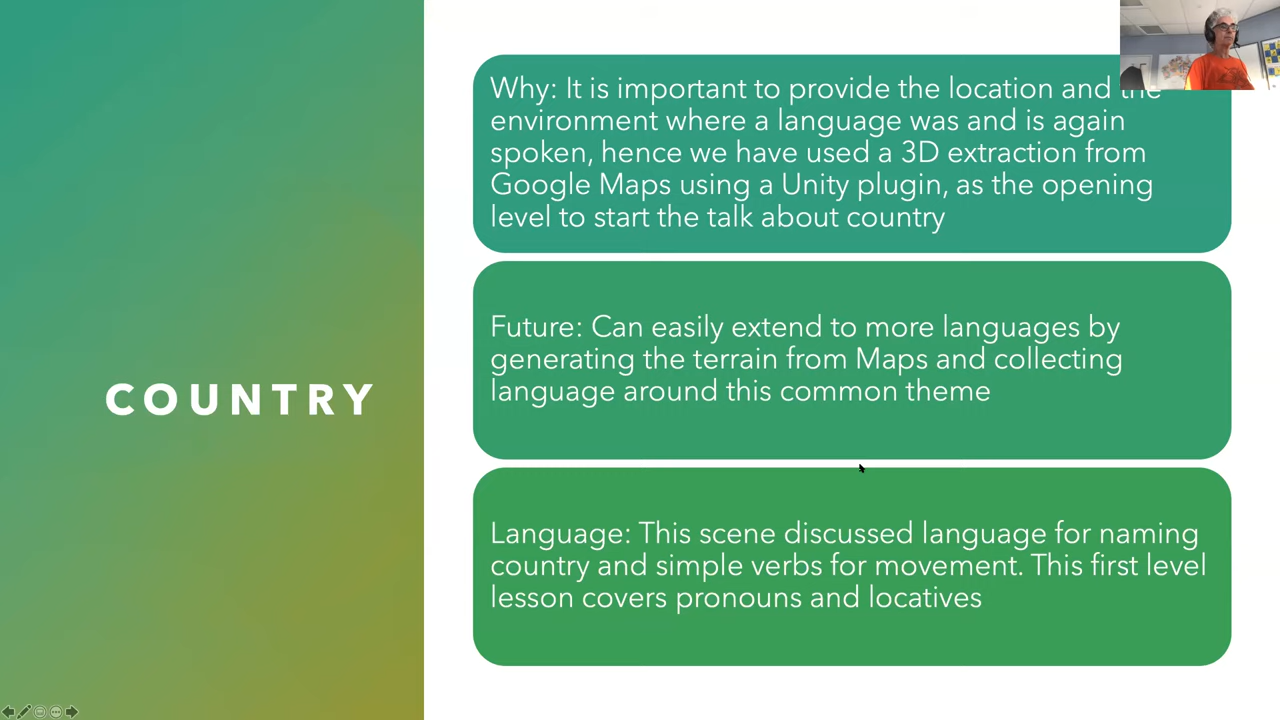 COUNTRY
Why: It is important to provide the location and the
environment where a language was and is again
spoken, hence we have used a 3D extraction from
Google Maps using a Unity plugin, as the opening
level to start the talk about country
Future: Can easily extend to more languages by
generating the terrain from Maps and collecting
language around this common theme
Language: This scene discussed language for naming
country and simple verbs for movement. This first level
lesson covers pronouns and locatives